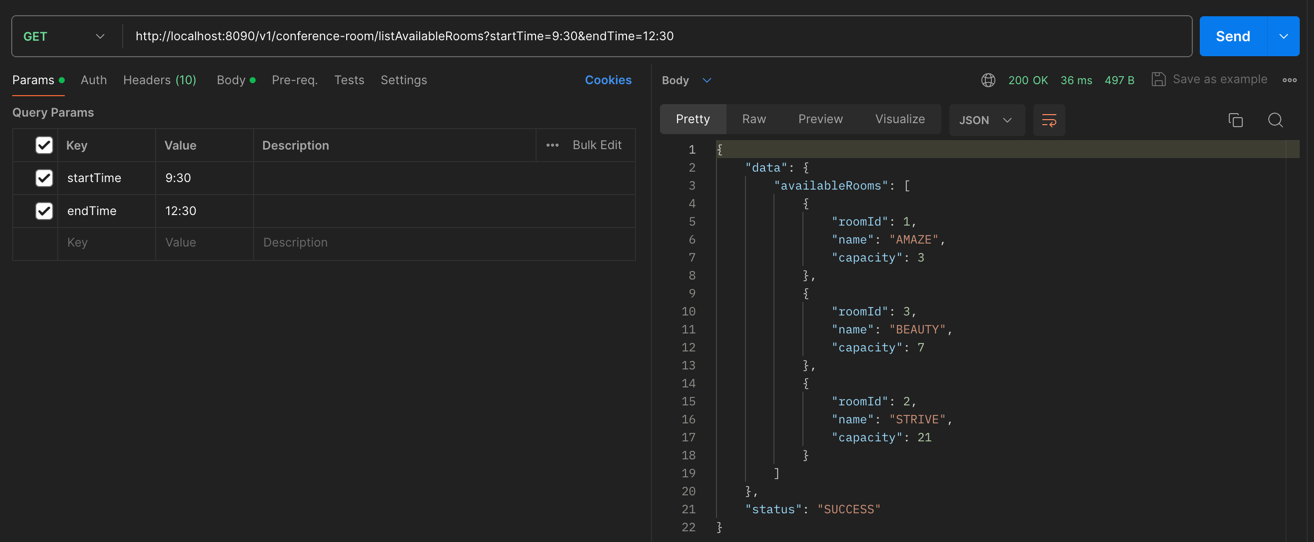 GET http://localhost:8090/v1/conference-room/listAvailableRooms?startTime=9:30&endTime=12:30 Send
Params Auth Headers (10) Body Pre-req. Tests Settings Cookies
Query Params
Key Value Description ••• Bulk Edit
startTime 9:30
endTime 12:30
Key Value Description
Body 200 OK 36 ms 497 B Save as example
Pretty Raw Preview Visualize JSON
1 {
2 "data": {
3 "availableRooms": [
4 {
5 "roomId": 1,
6 "name": "AMAZE",
7 "capacity": 3
8 },
9 {
10 "roomId": 3,
11 "name": "BEAUTY",
12 "capacity": 7
13 },
14 {
15 "roomId": 2,
16 "name": "STRIVE",
17 "capacity": 21
18 }
19 ]
20 },
21 "status": "SUCCESS"
22 }